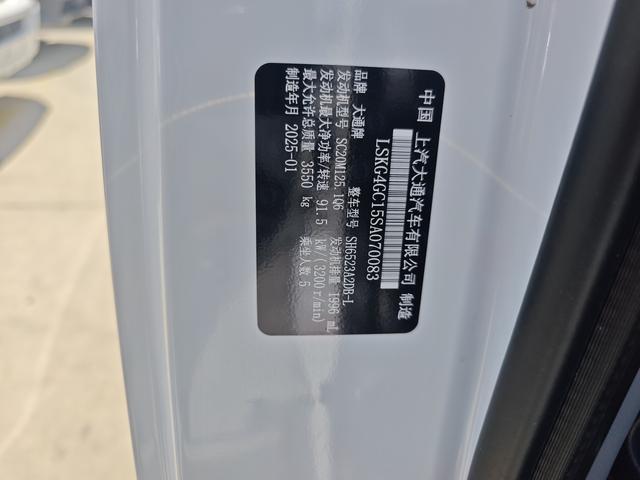 中国 上汽大通汽车有限公司 制造
LSKG4GC15SA070083
品牌 大通牌 整车型号 SH6523A2DB-L
发动机型号 SC20M125.1Q6 发动机排量 1996 mL
发动机最大净功率/转速 91.5 kW/(3200 r/min)
最大允许总质量 3550 kg 乘坐人数 5
制造年月 2025-01